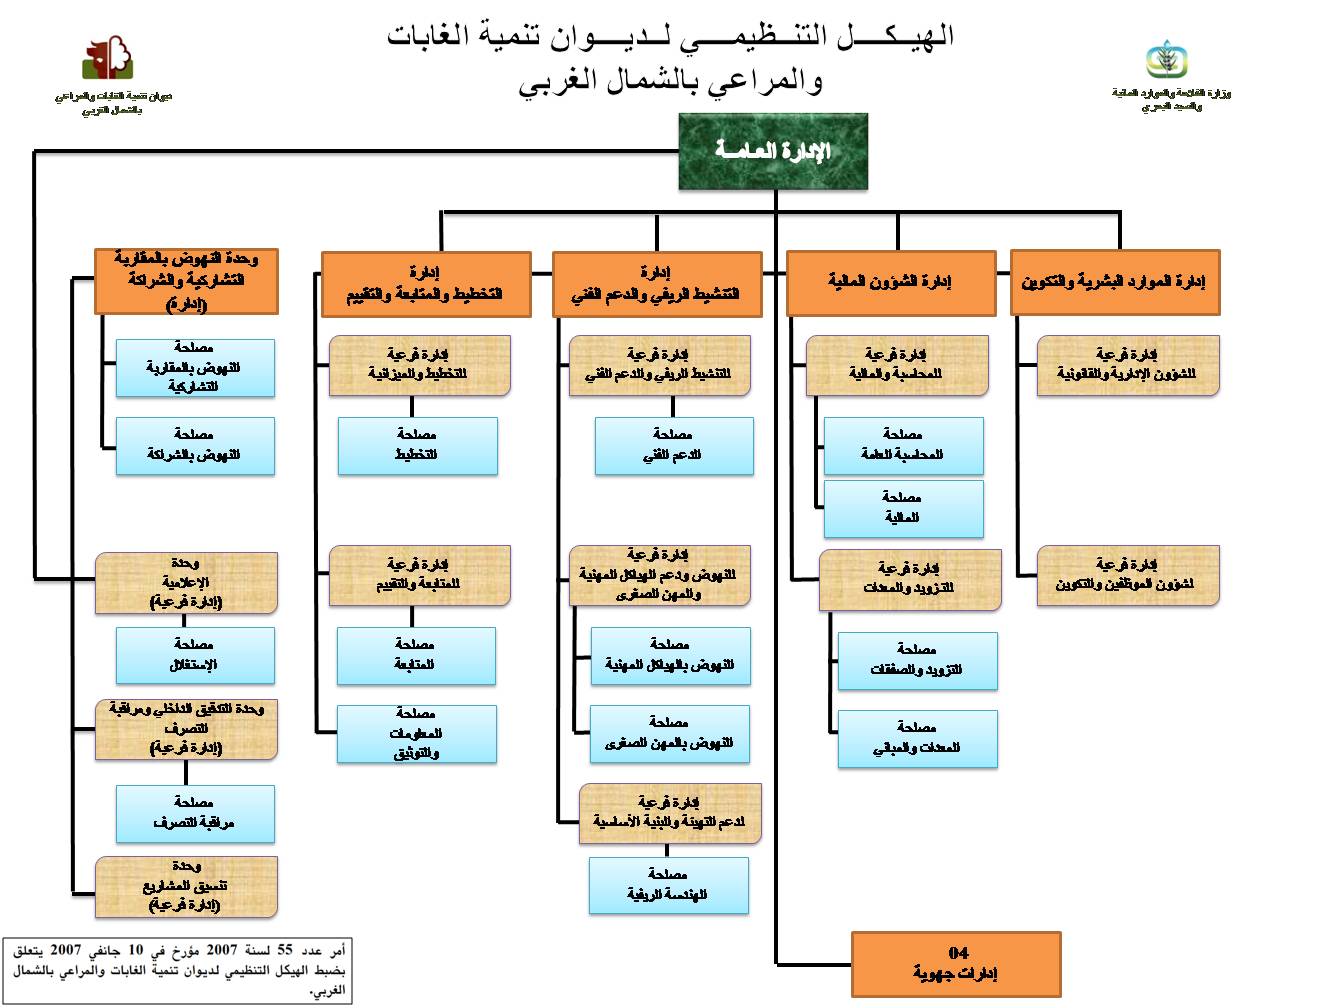 الهيكل التنظيمي لديوان تنمية الغابات
والمراعي بالشمال الغربي
وزارة الفلاحة والموارد المائية
والصيد البحري
ديوان تنمية الغابات والمراعي
بالشمال الغربي
الإدارة العامة
إدارة الموارد البشرية والتكوين
إدارة فرعية
للشؤون الإدارية والقانونية
إدارة فرعية
لشؤون الموظفين والتكوين
إدارة الشؤون المالية
إدارة فرعية
للمحاسبة والمالية
مصلحة
المحاسبة العامة
مصلحة
المالية
إدارة فرعية
للتزويد والمعدات
مصلحة
التزويد والصفقات
مصلحة
المعدات والمباني
إدارة
التنشيط الريفي والدعم الفني
إدارة فرعية
للتنشيط الريفي والدعم الفني
مصلحة
الدعم الفني
إدارة فرعية
للنهوض ودعم الهياكل المهنية
والمهن الصغرى
مصلحة
النهوض بالهياكل المهنية
مصلحة
النهوض بالمهن الصغرى
إدارة فرعية
لدعم التهيئة والبنية الأساسية
مصلحة
الهندسة الريفية
إدارة
التخطيط والمتابعة والتقييم
إدارة فرعية
للتخطيط والميزانية
مصلحة
التخطيط
إدارة فرعية
للمتابعة والتقييم
مصلحة
المتابعة
مصلحة
المعلومات
والتوثيق
وحدة النهوض بالمقاربة
التشاركية والشراكة
(إدارة)
مصلحة
النهوض بالمقاربة
التشاركية
مصلحة
النهوض بالشراكة
وحدة
الإعلامية
(إدارة فرعية)
مصلحة
الإستغلال
وحدة التدقيق الداخلي ومراقبة
التصرف
(إدارة فرعية)
مصلحة
مراقبة التصرف
وحدة
تنسيق المشاريع
(إدارة فرعية)
04
إدارات جهوية
أمر عدد 55 لسنة 2007 مؤرخ في 10 جانفي 2007 يتعلق
بضبط الهيكل التنظيمي لديوان تنمية الغابات والمراعي بالشمال
الغربي.